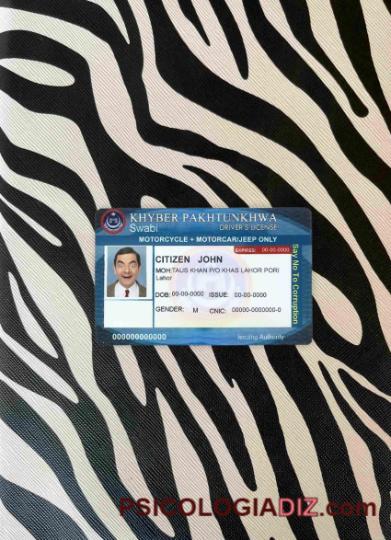 KHYBER PAKHTUNKHWA
Swabi DRIVER'S LICENSE
MOTORCYCLE + MOTORCAR/JEEP ONLY
EXPIRES: 00-00-0000
CITIZEN JOHN
MOH:TAUS KHAN P/O KHAS LAHOR PORI
Lahor
DOB: 00-00-0000 ISSUE: 00-00-0000
GENDER: M CNIC: 00000-0000000-0
Say No To Corruption
000000000000
Issuing Authority
PSICOLOGIADIZ.com